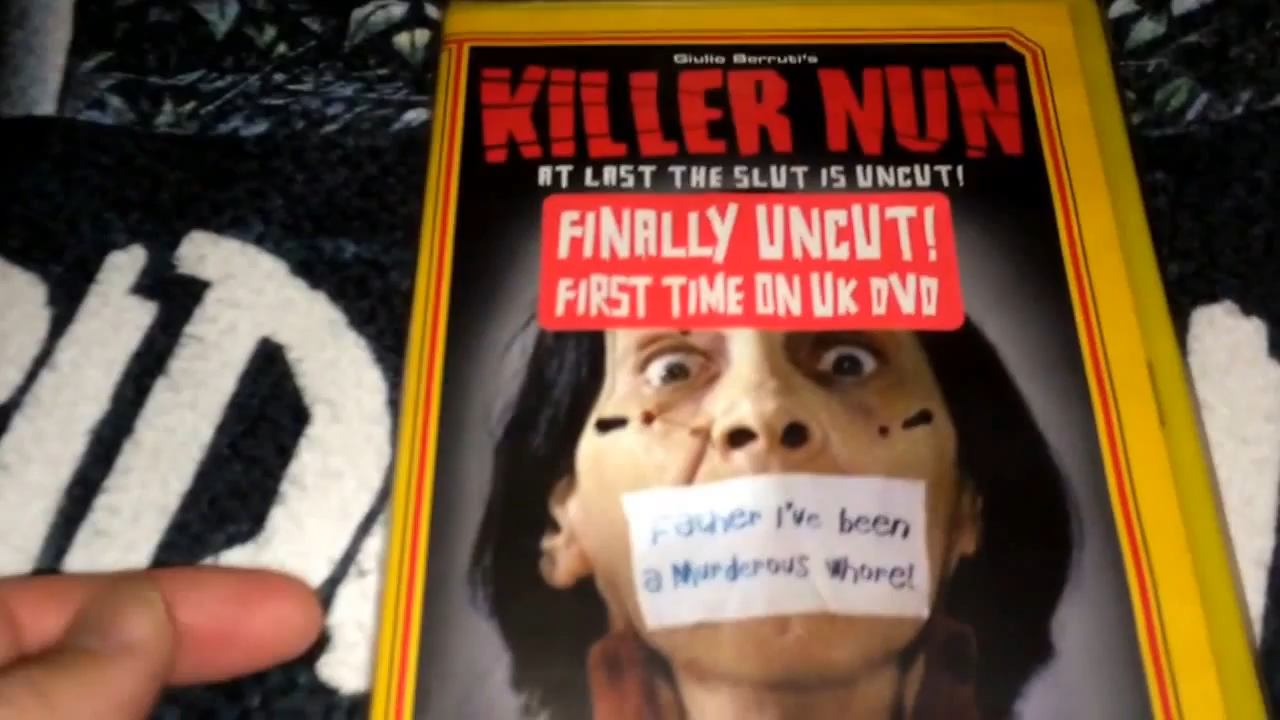 Giulio Berruti's
KILLER NUN
AT LAST THE SLUT IS UNCUT!
FINALLY UNCUT!
FIRST TIME ON UK DVD
Father I've been
a Murderous Whore!